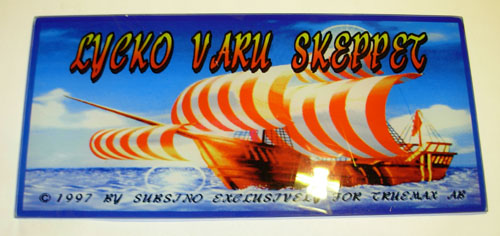 LYCKO VARU SKEPPET
© 1997 BY SUBSINO EXCLUSIVELY FOR TRUEMAX AB